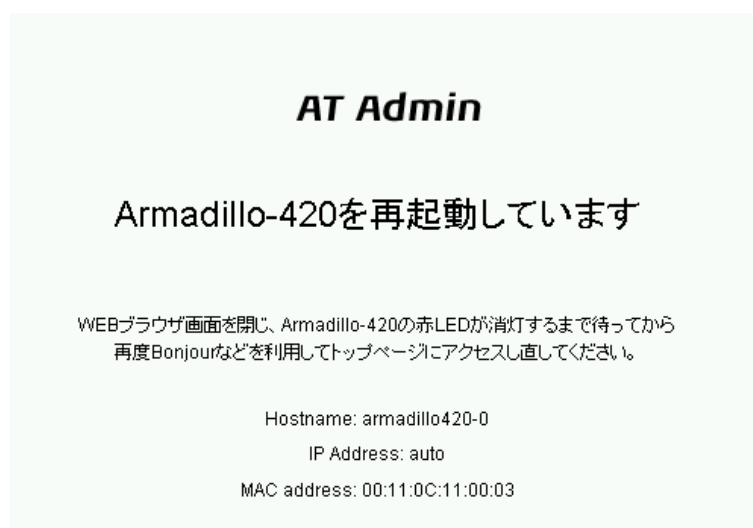 AT Admin
Armadillo-420を再起動しています
WEBブラウザ画面を閉じ、Armadillo-420の赤LEDが消灯するまで待ってから
再度Bonjourなどを利用してトップページにアクセスし直してください。
Hostname: armadillo420-0
IP Address: auto
MAC address: 00:11:0C:11:00:03